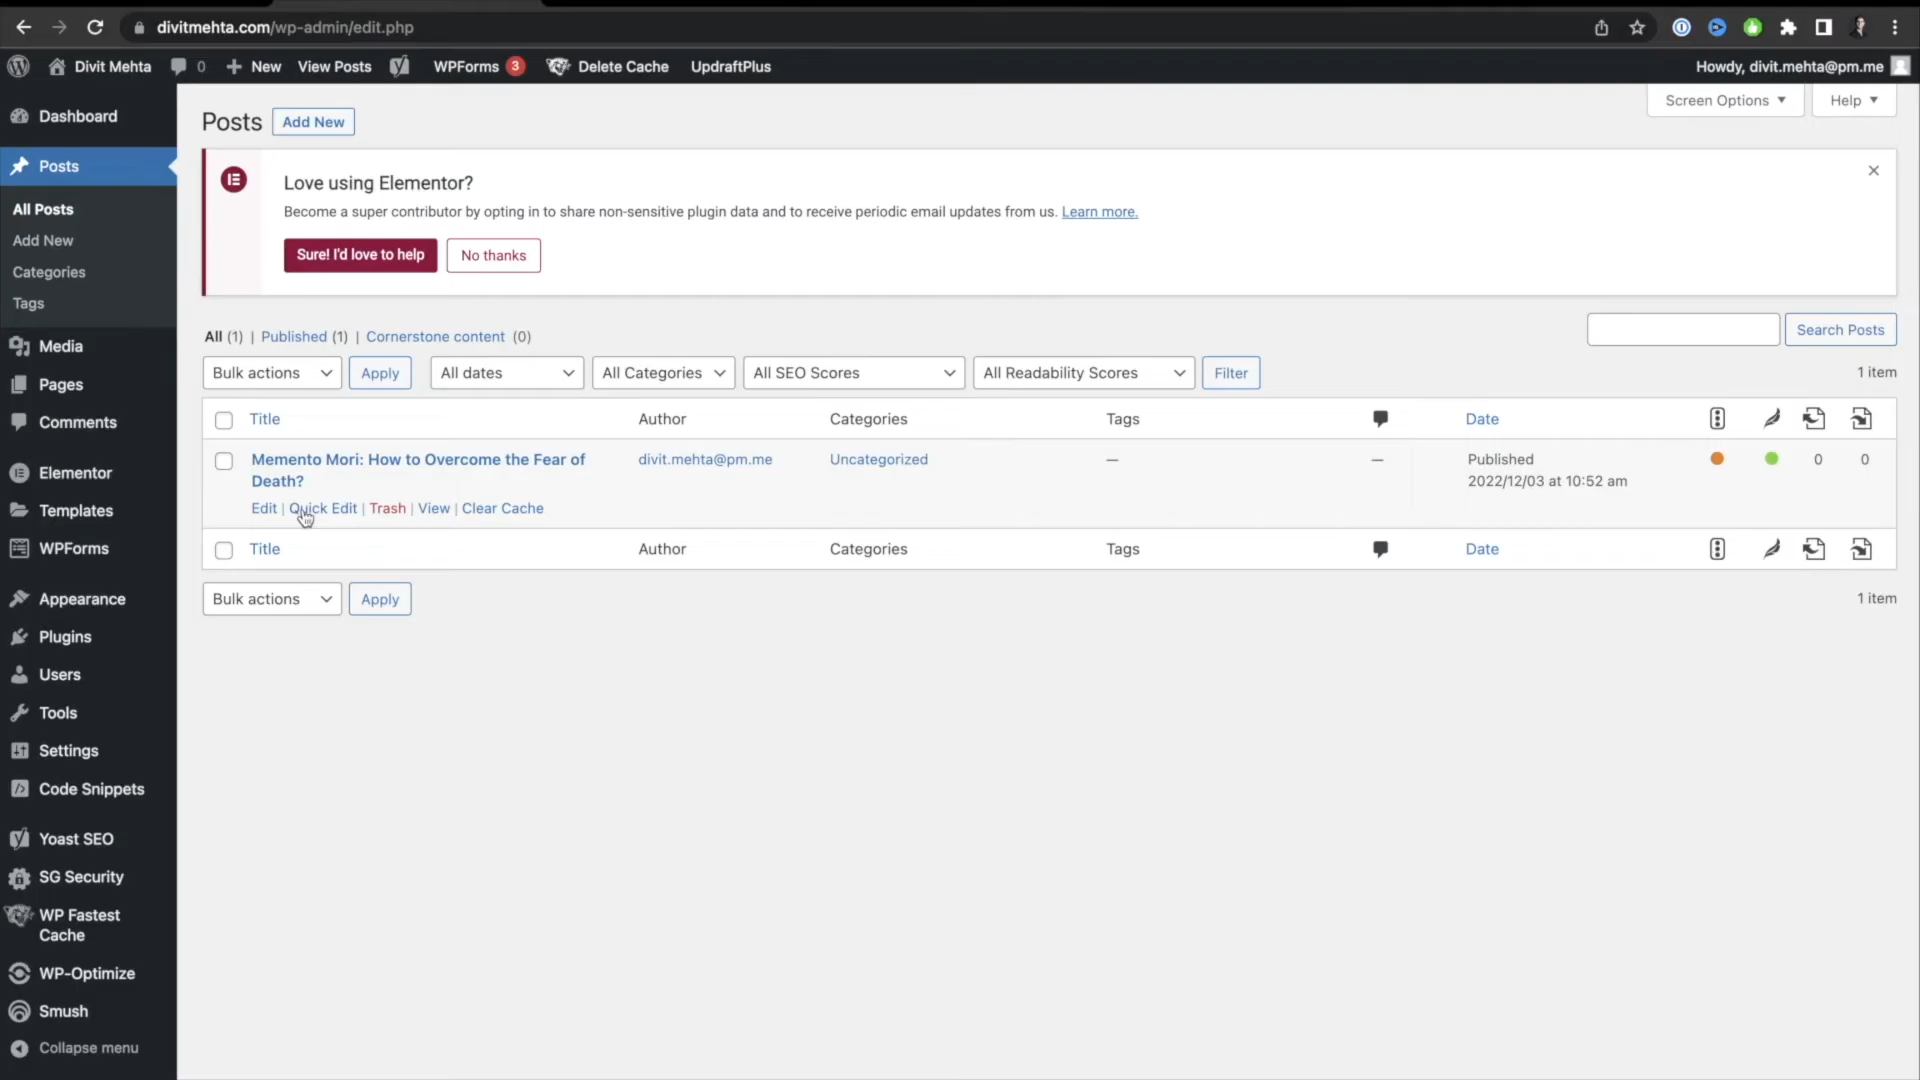 divitmehta.com/wp-admin/edit.php
Divit Mehta 0 New View Posts WPForms 3 Delete Cache UpdraftPlus Howdy, divit.mehta@pm.me
Screen Options Help
Dashboard
Posts
All Posts
Add New
Categories
Tags
Media
Pages
Comments
Elementor
Templates
WPForms
Appearance
Plugins
Users
Tools
Settings
Code Snippets
Yoast SEO
SG Security
WP Fastest
Cache
WP-Optimize
Smush
Collapse menu
Posts Add New
Love using Elementor?
Become a super contributor by opting in to share non-sensitive plugin data and to receive periodic email updates from us. Learn more.
Sure! I'd love to help No thanks
All (1) | Published (1) | Cornerstone content (0)
Search Posts
Bulk actions Apply All dates All Categories All SEO Scores All Readability Scores Filter 1 item
Title Author Categories Tags Date
Memento Mori: How to Overcome the Fear of divit.mehta@pm.me Uncategorized — — Published 0 0
Death? 2022/12/03 at 10:52 am
Edit | Quick Edit | Trash | View | Clear Cache
Title Author Categories Tags Date
Bulk actions Apply 1 item